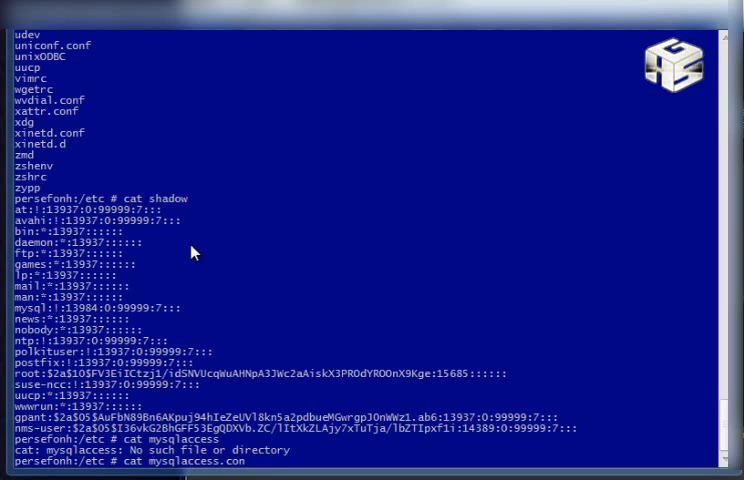 udev
uniconf.conf
unixODBC
uucp
vimrc
wgetrc
wvdial.conf
xattr.conf
xdg
xinetd.conf
xinetd.d
zmd
zshenv
zshrc
zypp
persefonh:/etc # cat shadow
at:!:13937:0:99999:7:::
avahi:!:13937:0:99999:7:::
bin:*:13937::::::
daemon:*:13937::::::
ftp:*:13937::::::
games:*:13937::::::
lp:*:13937::::::
mail:*:13937::::::
man:*:13937::::::
mysql:!:13984:0:99999:7:::
news:*:13937::::::
nobody:*:13937::::::
ntp:!:13937:0:99999:7:::
polkituser:!:13937:0:99999:7:::
postfix:!:13937:0:99999:7:::
suse-ncc:!:13937:0:99999:7:::
uucp:*:13937::::::
wwwrun:*:13937::::::
persefonh:/etc # cat mysqlaccess
cat: mysqlaccess: No such file or directory
persefonh:/etc # cat mysqlaccess.con